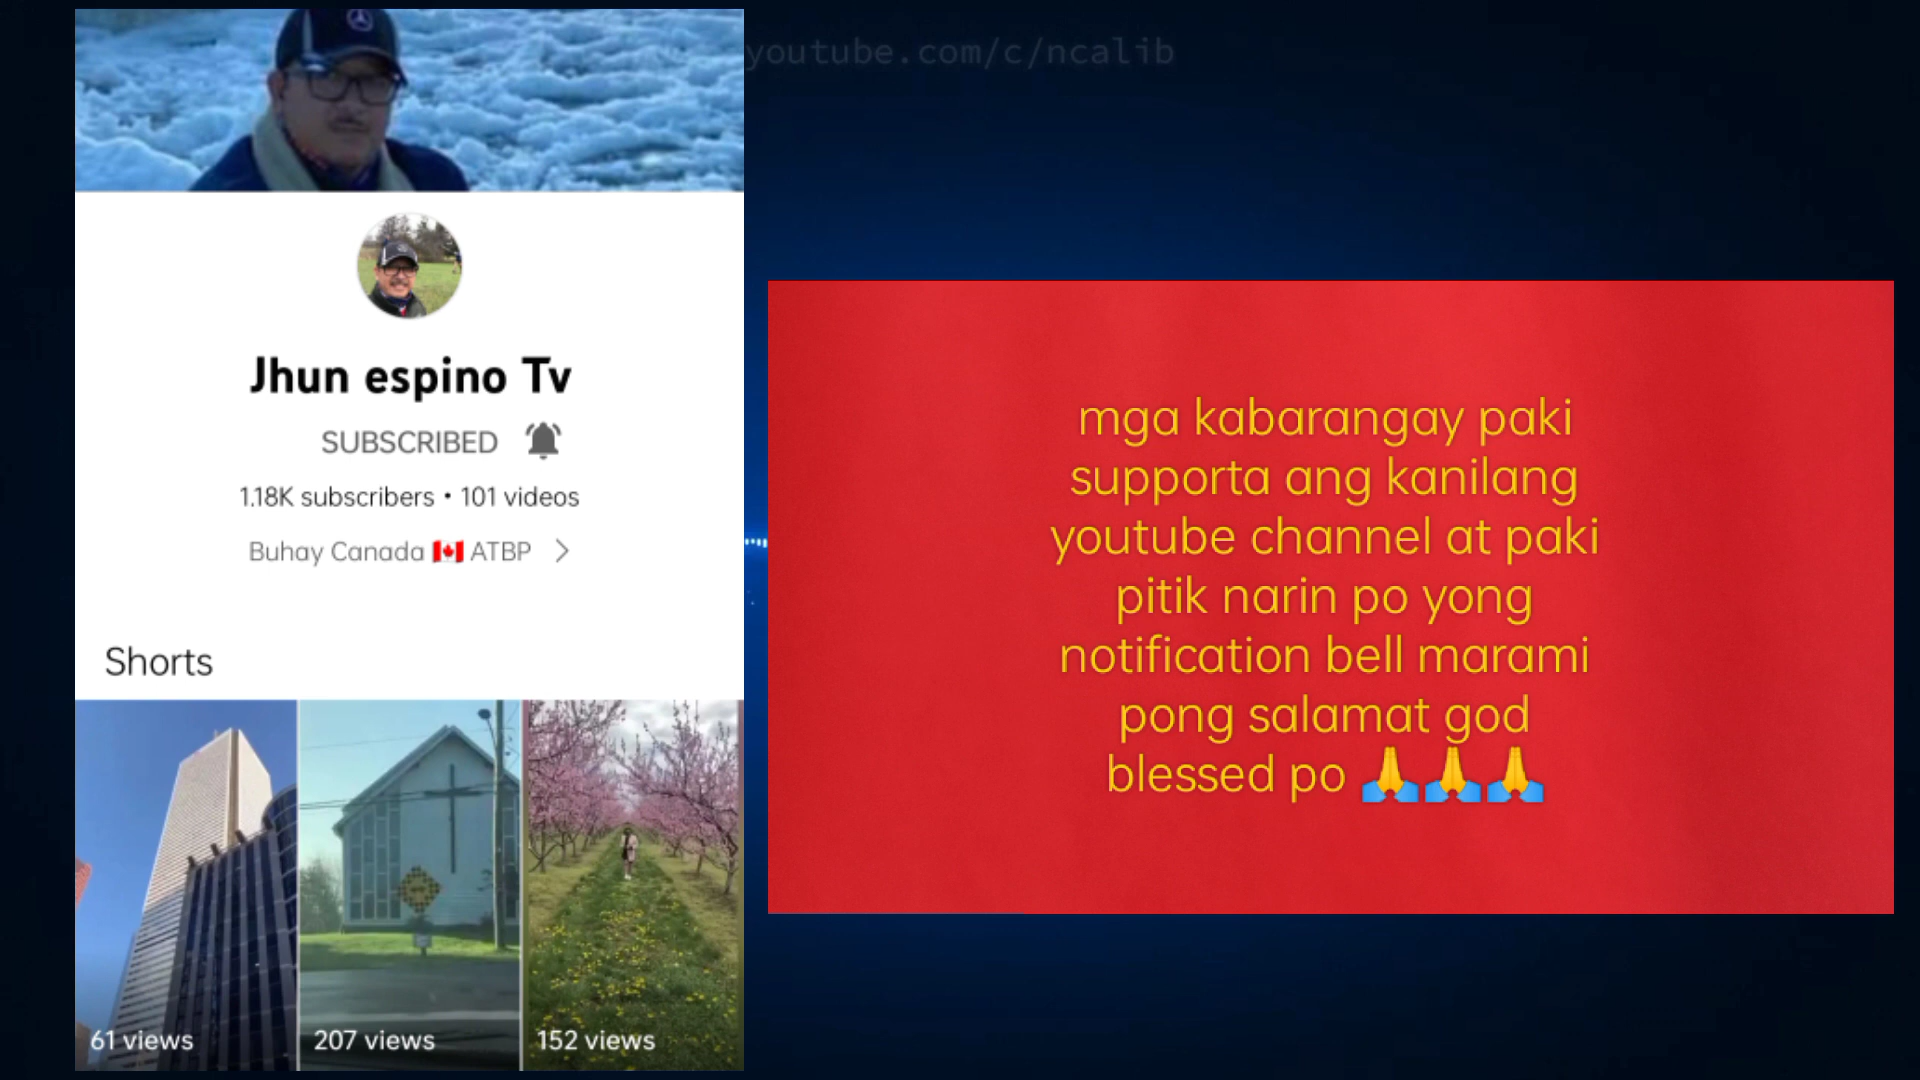 youtube.com/c/ncalib
Jhun espino Tv
SUBSCRIBED
1.18K subscribers • 101 videos
Buhay Canada 🇨🇦 ATBP
Shorts
61 views
207 views
152 views
mga kabarangay paki
supporta ang kanilang
youtube channel at paki
pitik narin po yong
notification bell marami
pong salamat god
blessed po 🙏🙏🙏